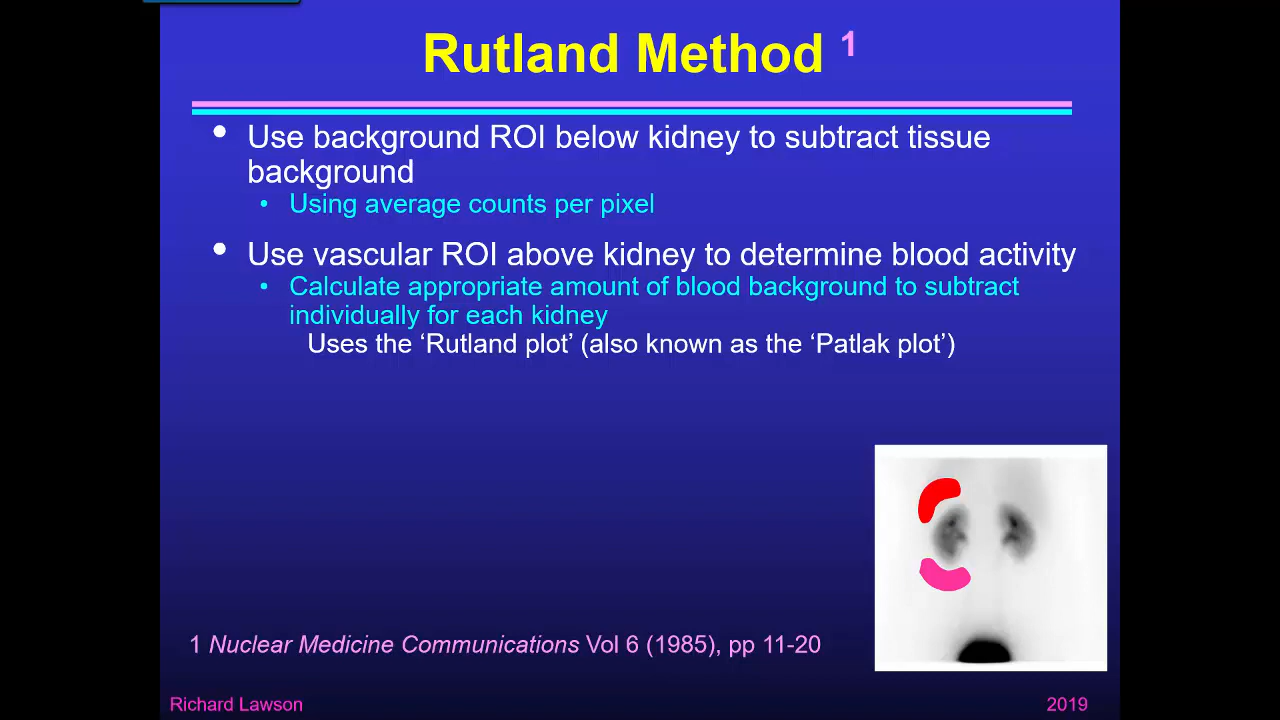 Rutland Method 1
• Use background ROI below kidney to subtract tissue
background
• Using average counts per pixel
• Use vascular ROI above kidney to determine blood activity
• Calculate appropriate amount of blood background to subtract
individually for each kidney
Uses the ‘Rutland plot’ (also known as the ‘Patlak plot’)
1 Nuclear Medicine Communications Vol 6 (1985), pp 11-20
Richard Lawson
2019